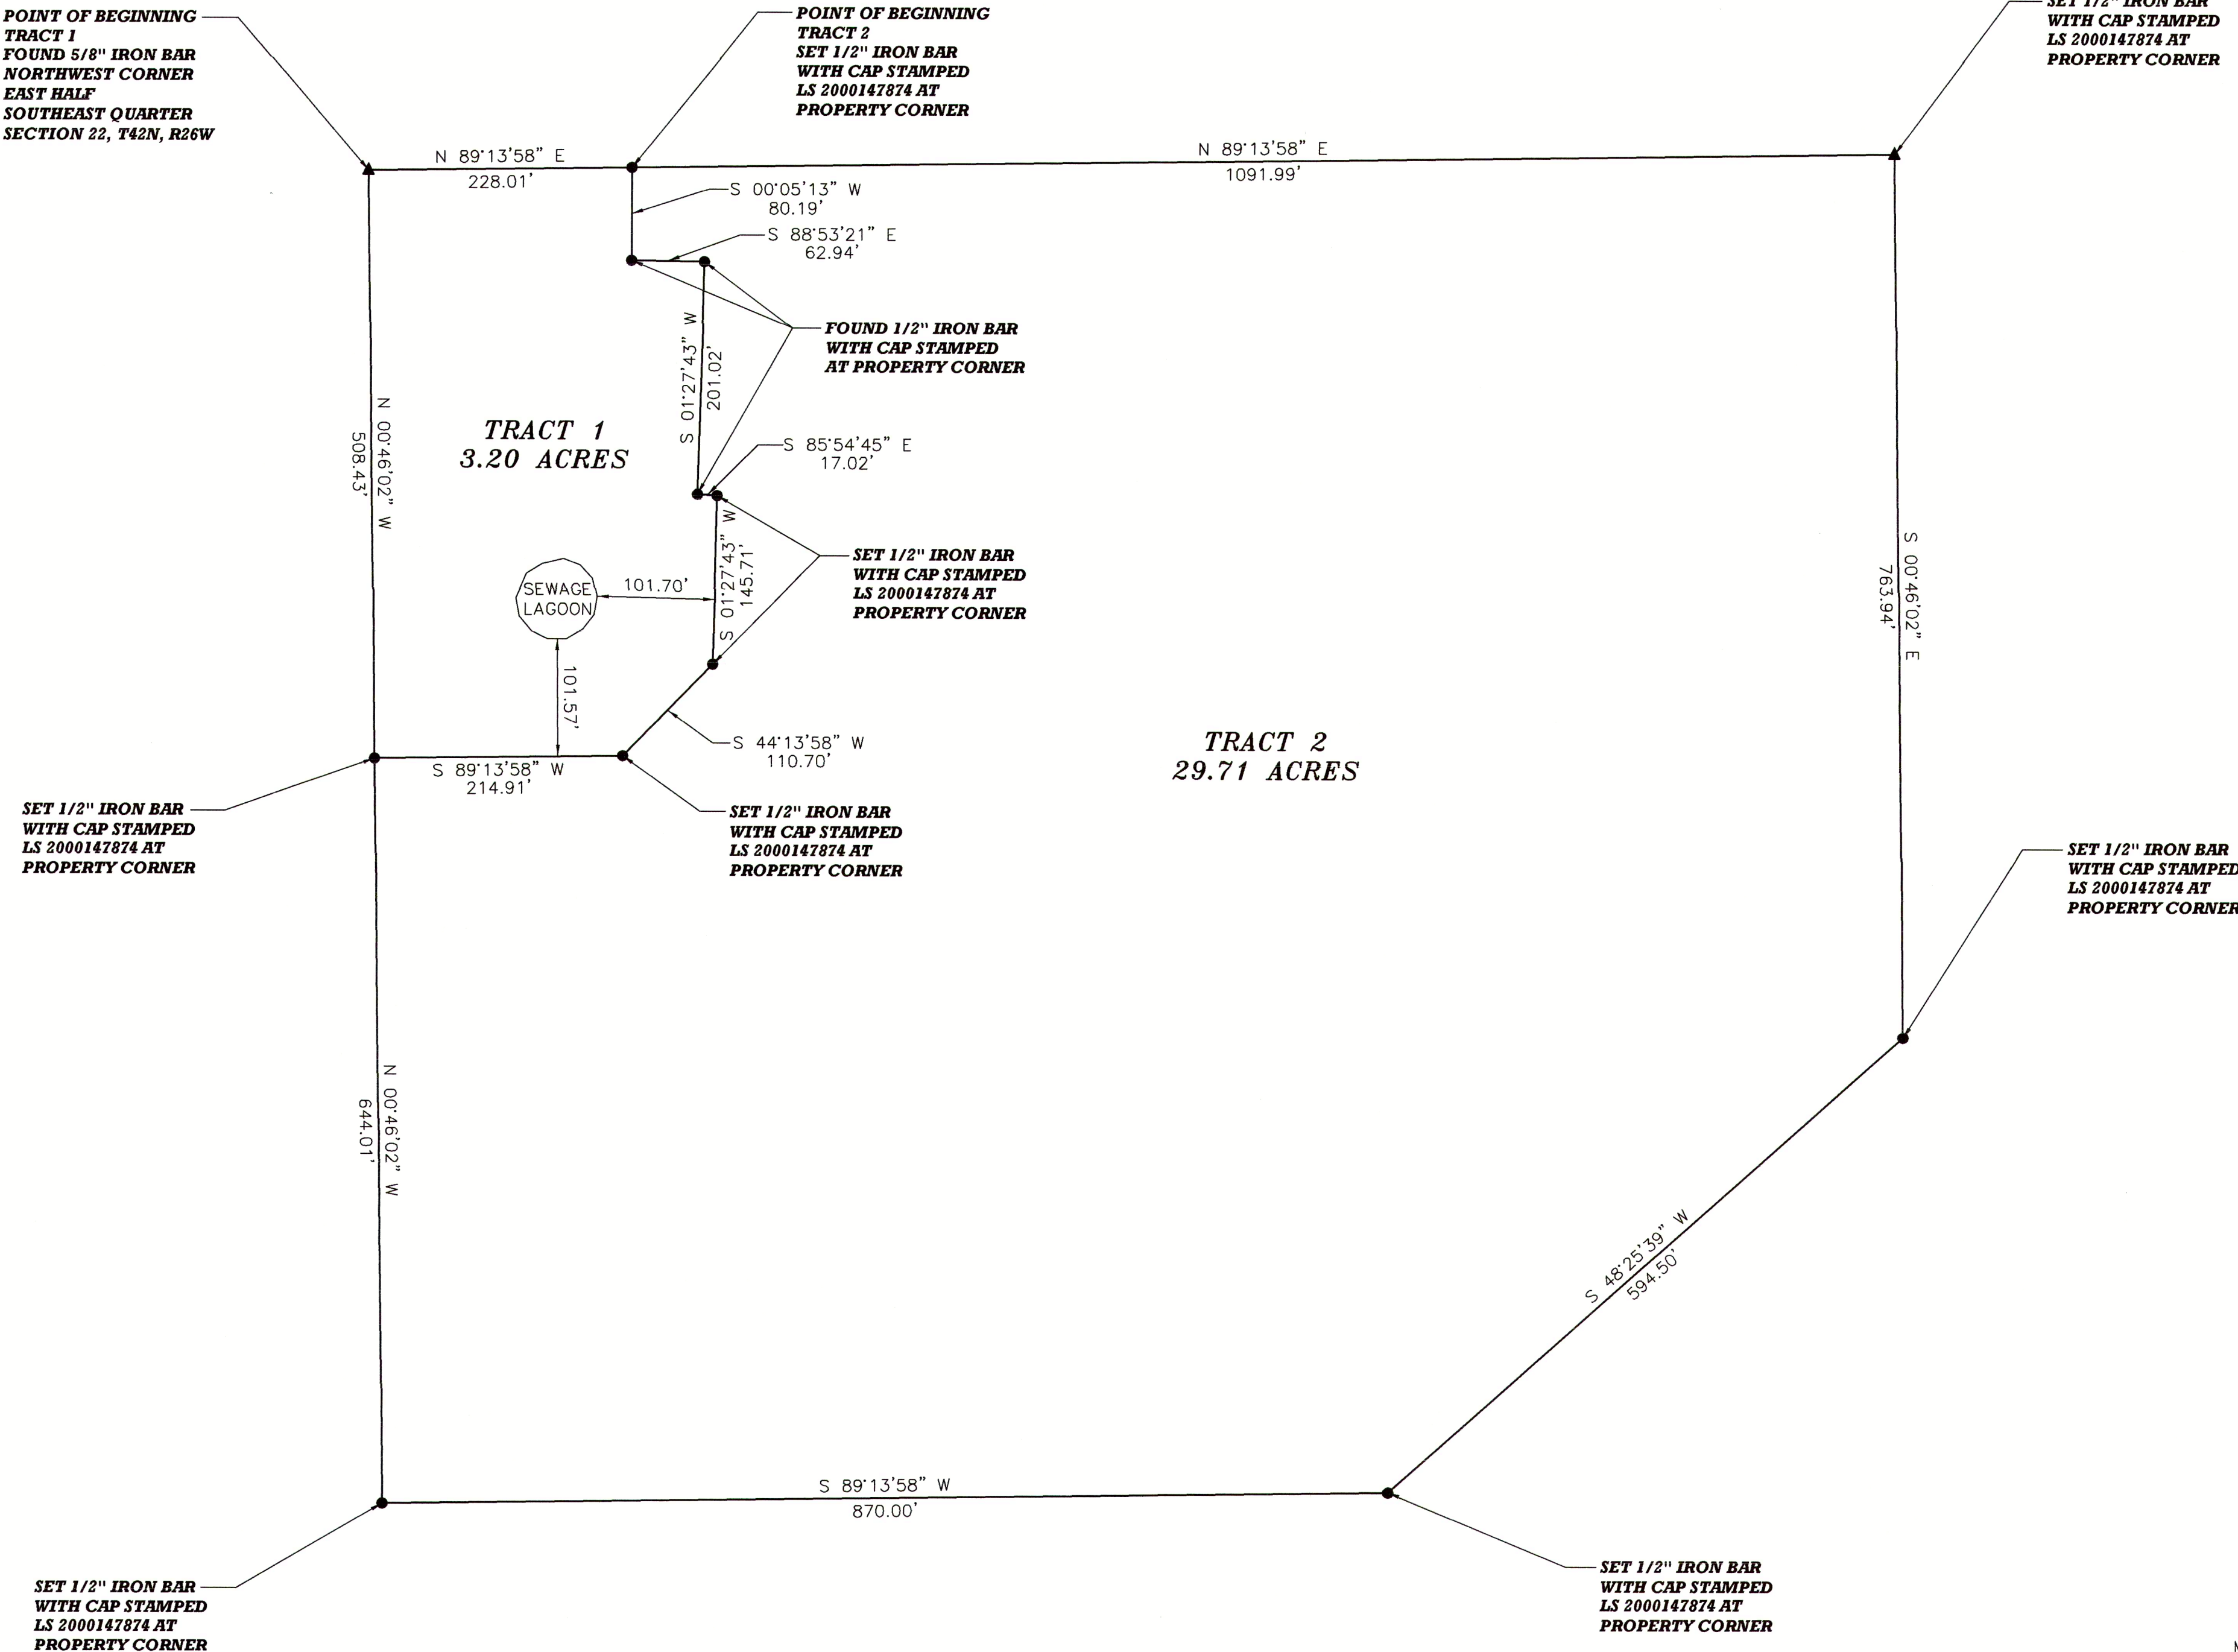 POINT OF BEGINNING
TRACT 1
FOUND 5/8" IRON BAR
NORTHWEST CORNER
EAST HALF
SOUTHEAST QUARTER
SECTION 22, T42N, R26W
POINT OF BEGINNING
TRACT 2
SET 1/2" IRON BAR
WITH CAP STAMPED
LS 2000147874 AT
PROPERTY CORNER
SET 1/2" IRON BAR
WITH CAP STAMPED
LS 2000147874 AT
PROPERTY CORNER
N 89°13'58" E
228.01'
N 89°13'58" E
1091.99'
S 00°05'13" W
80.19'
S 88°53'21" E
62.94'
FOUND 1/2" IRON BAR
WITH CAP STAMPED
AT PROPERTY CORNER
S 01°27'43" W
201.02'
N 00°46'02" W
508.43'
TRACT 1
3.20 ACRES
S 85°54'45" E
17.02'
S 01°27'43" W
145.71'
SET 1/2" IRON BAR
WITH CAP STAMPED
LS 2000147874 AT
PROPERTY CORNER
SEWAGE
LAGOON
101.70'
101.57'
S 00°46'02" E
763.94'
S 44°13'58" W
110.70'
TRACT 2
29.71 ACRES
S 89°13'58" W
214.91'
SET 1/2" IRON BAR
WITH CAP STAMPED
LS 2000147874 AT
PROPERTY CORNER
SET 1/2" IRON BAR
WITH CAP STAMPED
LS 2000147874 AT
PROPERTY CORNER
SET 1/2" IRON BAR
WITH CAP STAMPED
LS 2000147874 AT
PROPERTY CORNER
N 00°46'02" W
644.01'
S 48°25'39" W
594.50'
S 89°13'58" W
870.00'
SET 1/2" IRON BAR
WITH CAP STAMPED
LS 2000147874 AT
PROPERTY CORNER
SET 1/2" IRON BAR
WITH CAP STAMPED
LS 2000147874 AT
PROPERTY CORNER